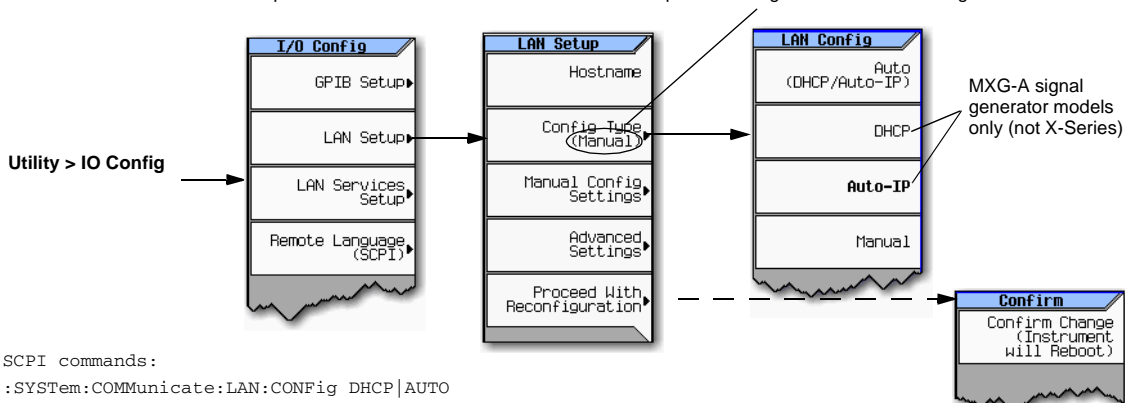 I/O Config
GPIB Setup
LAN Setup
LAN Services
Setup
Remote Language
(SCPI)
Utility > IO Config
LAN Setup
Hostname
Config Type
(Manual)
Manual Config
Settings
Advanced
Settings
Proceed With
Reconfiguration
LAN Config
Auto
(DHCP/Auto-IP)
DHCP
Auto-IP
Manual
MXG-A signal
generator models
only (not X-Series)
Confirm
Confirm Change
(Instrument
will Reboot)
SCPI commands:
:SYSTem:COMMunicate:LAN:CONFig DHCP|AUTO